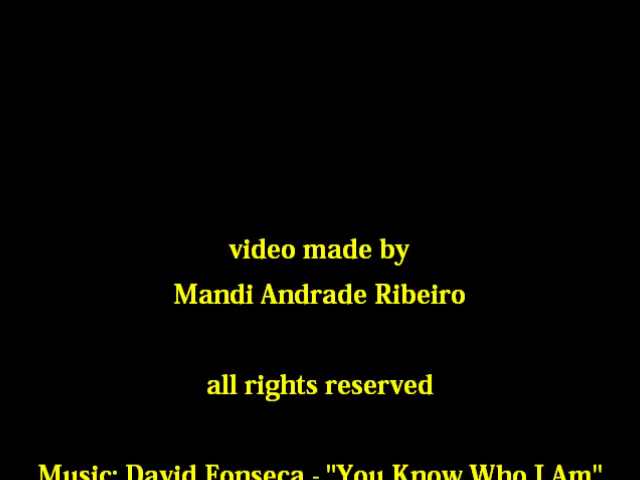 video made by
Mandi Andrade Ribeiro
all rights reserved
Music: David Fonseca - "You Know Who I Am"